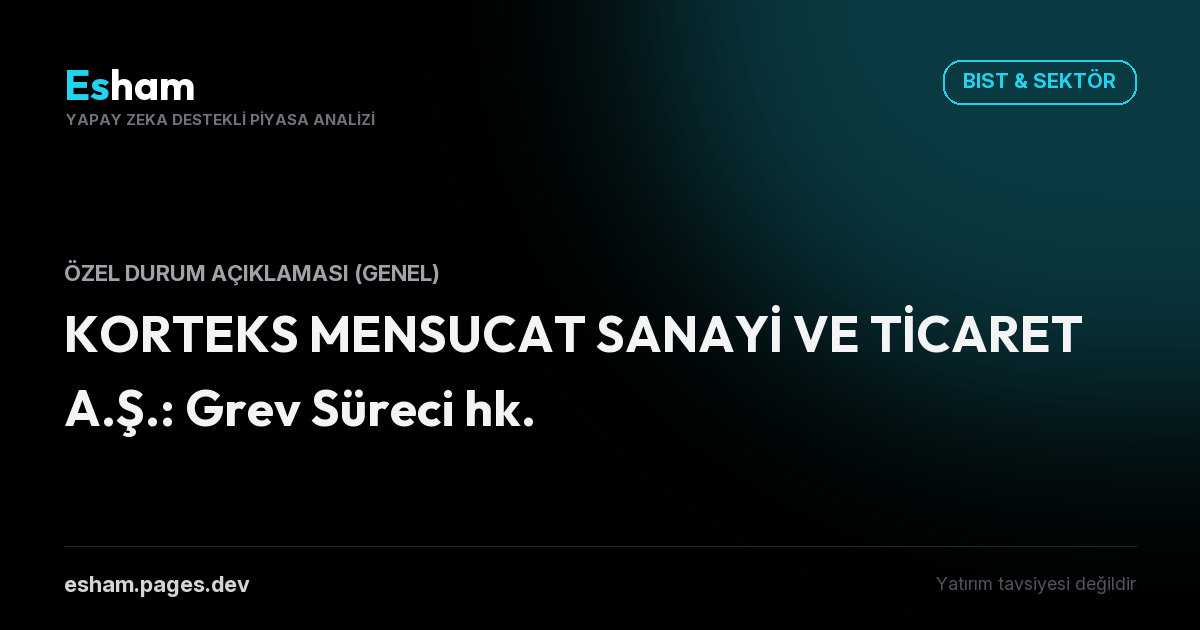 Esham
BIST & SEKTÖR
YAPAY ZEKA DESTEKLİ PİYASA ANALİZİ
ÖZEL DURUM AÇIKLAMASI (GENEL)
KORTEKS MENSUCAT SANAYİ VE TİCARET
A.Ş.: Grev Süreci hk.
esham.pages.dev
Yatırım tavsiyesi değildir